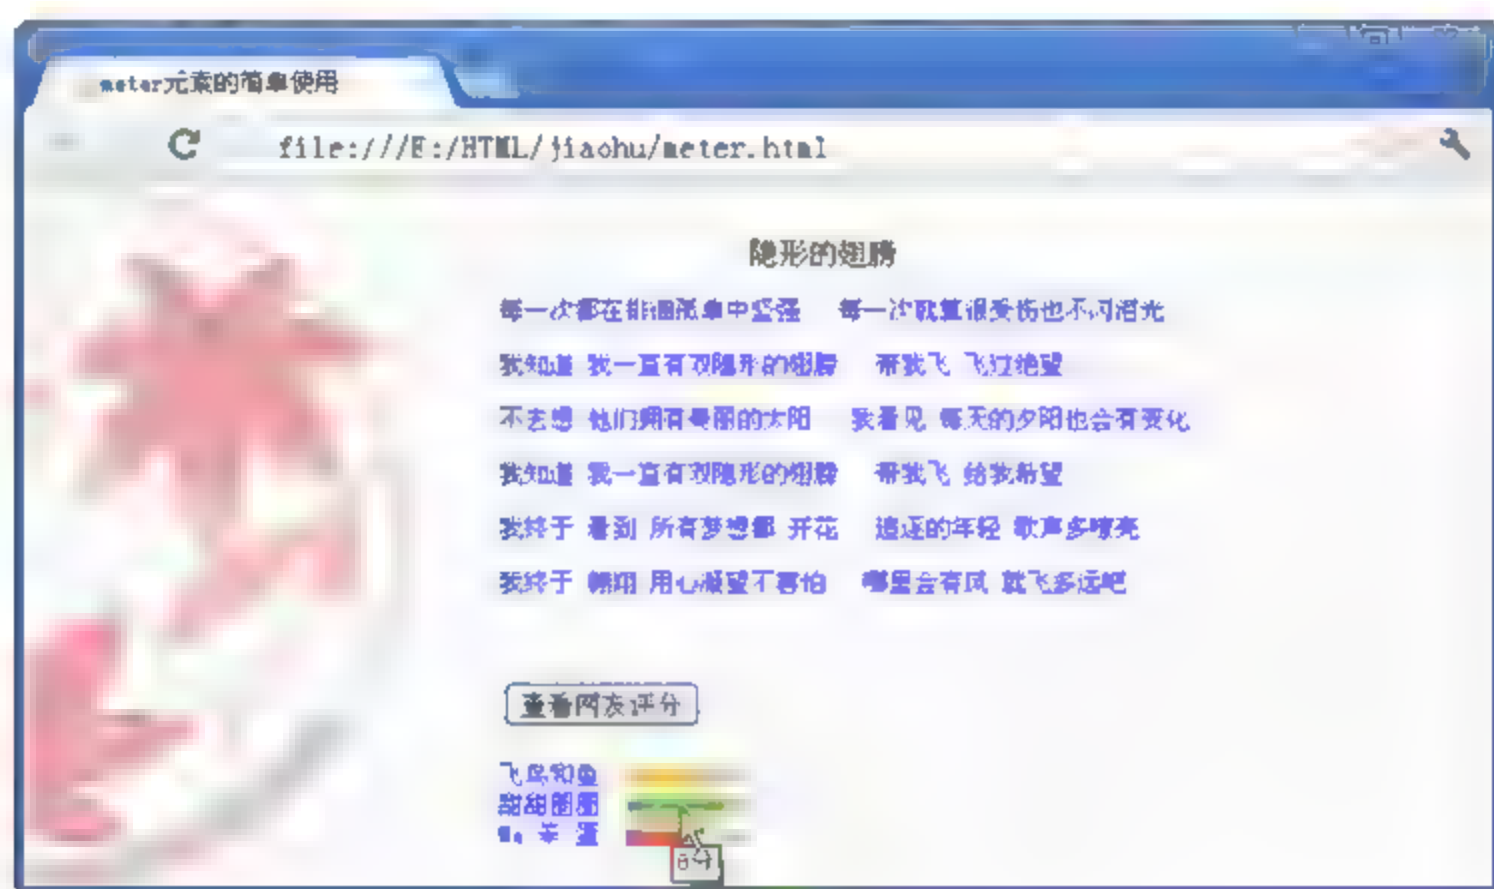 meter元素的简单使用
file:///E:/HTML/jiaohu/meter.html
隐形的翅膀
每一次都在徘徊孤单中坚强 每一次就算很受伤也不闪泪光
我知道 我一直有双隐形的翅膀 带我飞 飞过绝望
不去想 他们拥有美丽的太阳 我看见 每天的夕阳也会有变化
我知道 我一直有双隐形的翅膀 带我飞 给我希望
我终于 看到 所有梦想都 开花 追逐的年轻 歌声多嘹亮
我终于 翱翔 用心凝望不害怕 哪里会有风 就飞多远吧
查看网友评分
飞鸟和鱼
甜甜圈圈